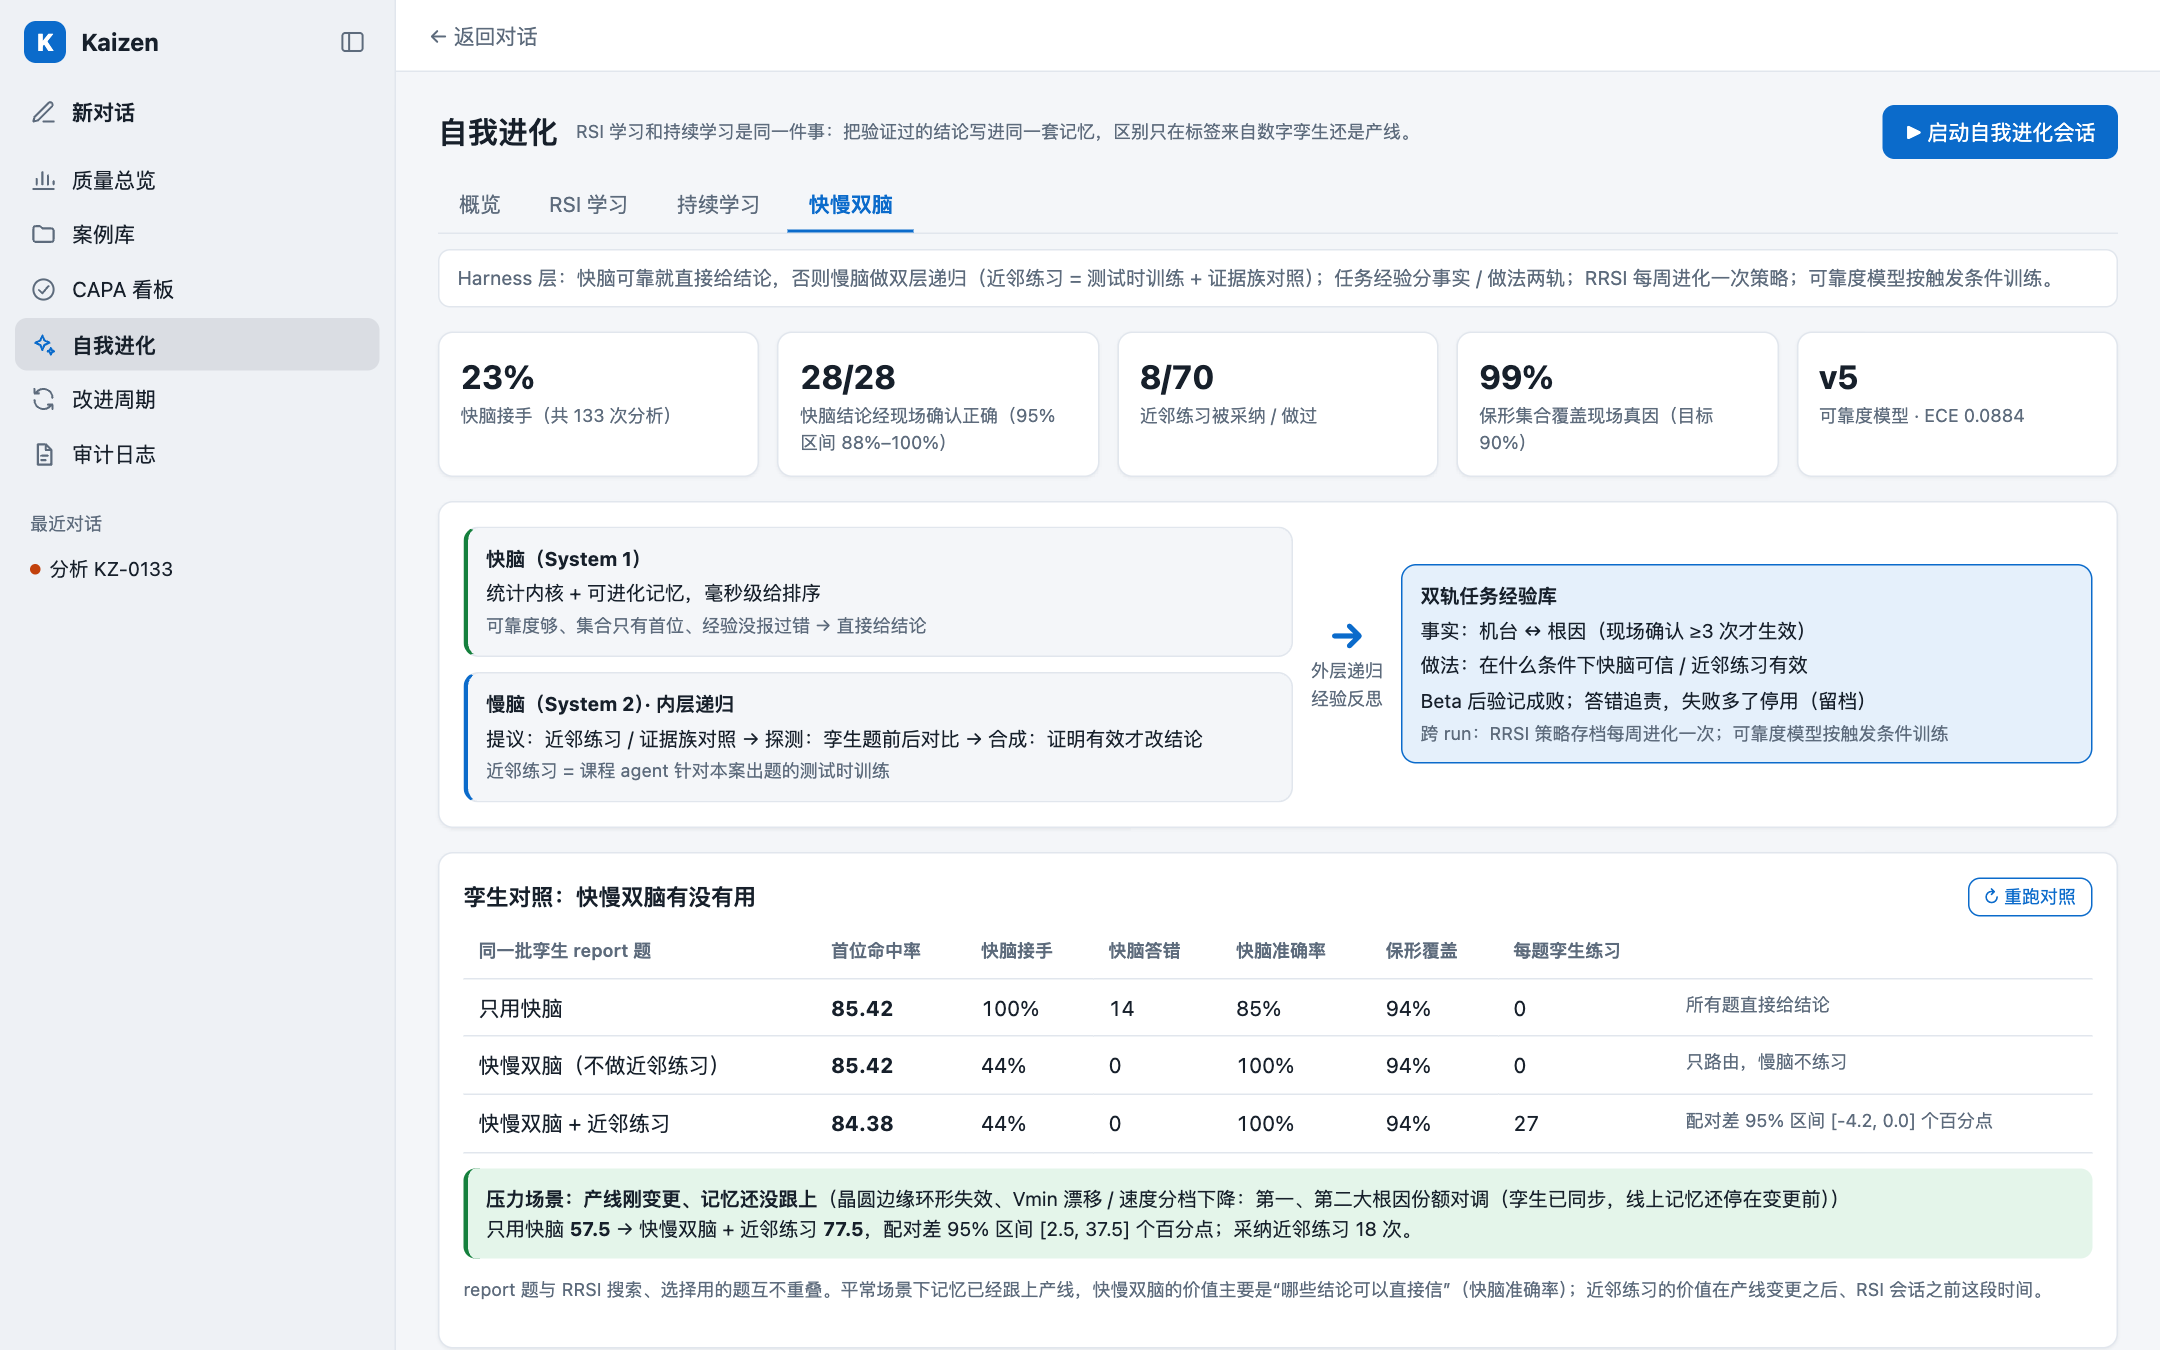 K Kaizen
新对话
质量总览
案例库
CAPA 看板
自我进化
改进周期
审计日志
最近对话
分析 KZ-0133
← 返回对话
自我进化 RSI 学习和持续学习是同一件事：把验证过的结论写进同一套记忆，区别只在标签来自数字孪生还是产线。
▶ 启动自我进化会话
概览 RSI 学习 持续学习 快慢双脑
Harness 层：快脑可靠就直接给结论，否则慢脑做双层递归（近邻练习 = 测试时训练 + 证据族对照）；任务经验分事实 / 做法两轨；RRSI 每周进化一次策略；可靠度模型按触发条件训练。
23%
快脑接手（共 133 次分析）
28/28
快脑结论经现场确认正确（95%
区间 88%–100%）
8/70
近邻练习被采纳 / 做过
99%
保形集合覆盖现场真因（目标
90%）
v5
可靠度模型 · ECE 0.0884
快脑（System 1）
统计内核 + 可进化记忆，毫秒级给排序
可靠度够、集合只有首位、经验没报过错 → 直接给结论
慢脑（System 2）· 内层递归
提议：近邻练习 / 证据族对照 → 探测：孪生题前后对比 → 合成：证明有效才改结论
近邻练习 = 课程 agent 针对本案出题的测试时训练
→
外层递归
经验反思
双轨任务经验库
事实：机台 ↔ 根因（现场确认 ≥3 次才生效）
做法：在什么条件下快脑可信 / 近邻练习有效
Beta 后验记成败；答错追责，失败多了停用（留档）
跨 run：RRSI 策略存档每周进化一次；可靠度模型按触发条件训练
孪生对照：快慢双脑有没有用
↻ 重跑对照
同一批孪生 report 题 首位命中率 快脑接手 快脑答错 快脑准确率 保形覆盖 每题孪生练习
只用快脑 85.42 100% 14 85% 94% 0 所有题直接给结论
快慢双脑（不做近邻练习） 85.42 44% 0 100% 94% 0 只路由，慢脑不练习
快慢双脑 + 近邻练习 84.38 44% 0 100% 94% 27 配对差 95% 区间 [-4.2, 0.0] 个百分点
压力场景：产线刚变更、记忆还没跟上（晶圆边缘环形失效、Vmin 漂移 / 速度分档下降：第一、第二大根因份额对调（孪生已同步，线上记忆还停在变更前））
只用快脑 57.5 → 快慢双脑 + 近邻练习 77.5，配对差 95% 区间 [2.5, 37.5] 个百分点；采纳近邻练习 18 次。
report 题与 RRSI 搜索、选择用的题互不重叠。平常场景下记忆已经跟上产线，快慢双脑的价值主要是“哪些结论可以直接信”（快脑准确率）；近邻练习的价值在产线变更之后、RSI 会话之前这段时间。